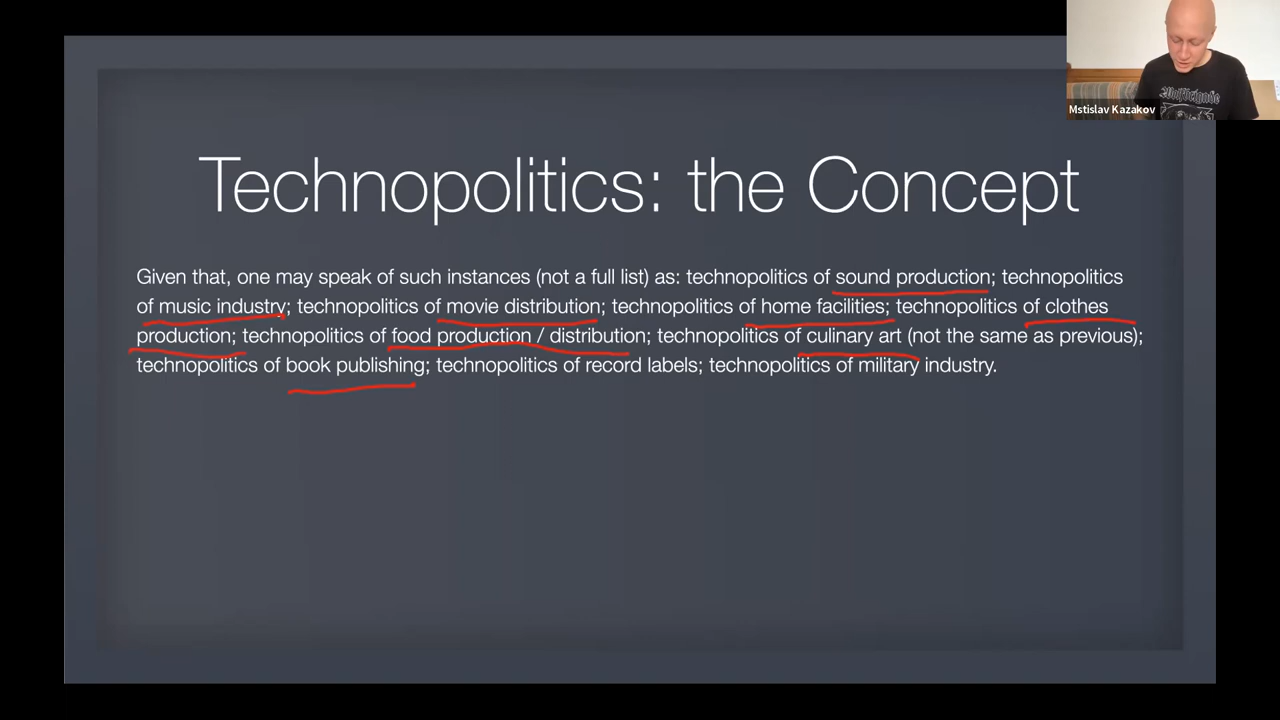 Wolfbrigade
Mstislav Kazakov
Technopolitics: the Concept
Given that, one may speak of such instances (not a full list) as: technopolitics of sound production; technopolitics
of music industry; technopolitics of movie distribution; technopolitics of home facilities; technopolitics of clothes
production; technopolitics of food production / distribution; technopolitics of culinary art (not the same as previous);
technopolitics of book publishing; technopolitics of record labels; technopolitics of military industry.